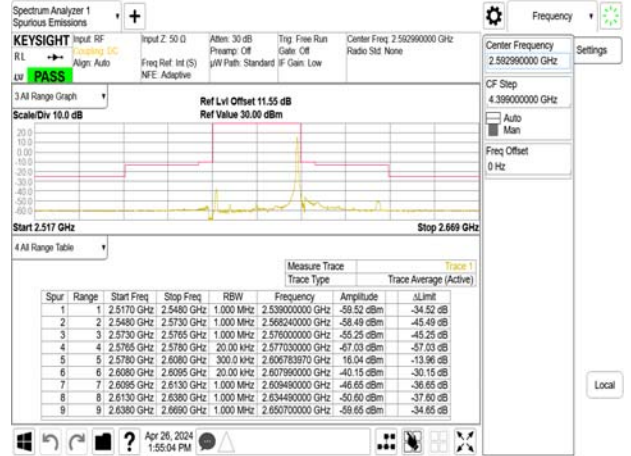 Spectrum Analyzer 1
Spurious Emissions
+
Frequency
KEYSIGHT
Input: RF
Coupling: DC
Align: Auto
Input Z: 50 Ω
Freq Ref: Int (S)
NFE: Adaptive
Atten: 30 dB
Preamp: Off
µW Path: Standard
Trig: Free Run
Gate: Off
IF Gain: Low
Center Freq: 2.592990000 GHz
Radio Std: None
RL
PASS
Center Frequency
2.592990000 GHz
Settings
CF Step
4.399000000 GHz
Auto
Man
Freq Offset
0 Hz
3 All Range Graph
Scale/Div 10.0 dB
Ref Lvl Offset 11.55 dB
Ref Value 30.00 dBm
20.0
10.0
0.00
-10.0
-20.0
-30.0
-40.0
-50.0
-60.0
Start 2.517 GHz
Stop 2.669 GHz
4 All Range Table
Measure Trace Trace 1
Trace Type Trace Average (Active)
Spur Range Start Freq Stop Freq RBW Frequency Amplitude ΔLimit
1 1 2.5170 GHz 2.5480 GHz 1.000 MHz 2.539000000 GHz -59.52 dBm -34.52 dB
2 2 2.5480 GHz 2.5730 GHz 1.000 MHz 2.568240000 GHz -58.49 dBm -45.49 dB
3 3 2.5730 GHz 2.5765 GHz 1.000 MHz 2.576000000 GHz -55.25 dBm -45.25 dB
4 4 2.5765 GHz 2.5780 GHz 20.00 kHz 2.577030000 GHz -67.03 dBm -57.03 dB
5 5 2.5780 GHz 2.6080 GHz 300.0 kHz 2.606783970 GHz 16.04 dBm -13.96 dB
6 6 2.6080 GHz 2.6095 GHz 20.00 kHz 2.607990000 GHz -40.15 dBm -30.15 dB
7 7 2.6095 GHz 2.6130 GHz 1.000 MHz 2.609490000 GHz -46.65 dBm -36.65 dB
8 8 2.6130 GHz 2.6380 GHz 1.000 MHz 2.634490000 GHz -50.60 dBm -37.60 dB
9 9 2.6380 GHz 2.6690 GHz 1.000 MHz 2.650700000 GHz -59.65 dBm -34.65 dB
Local
?
Apr 26, 2024
1:55:04 PM